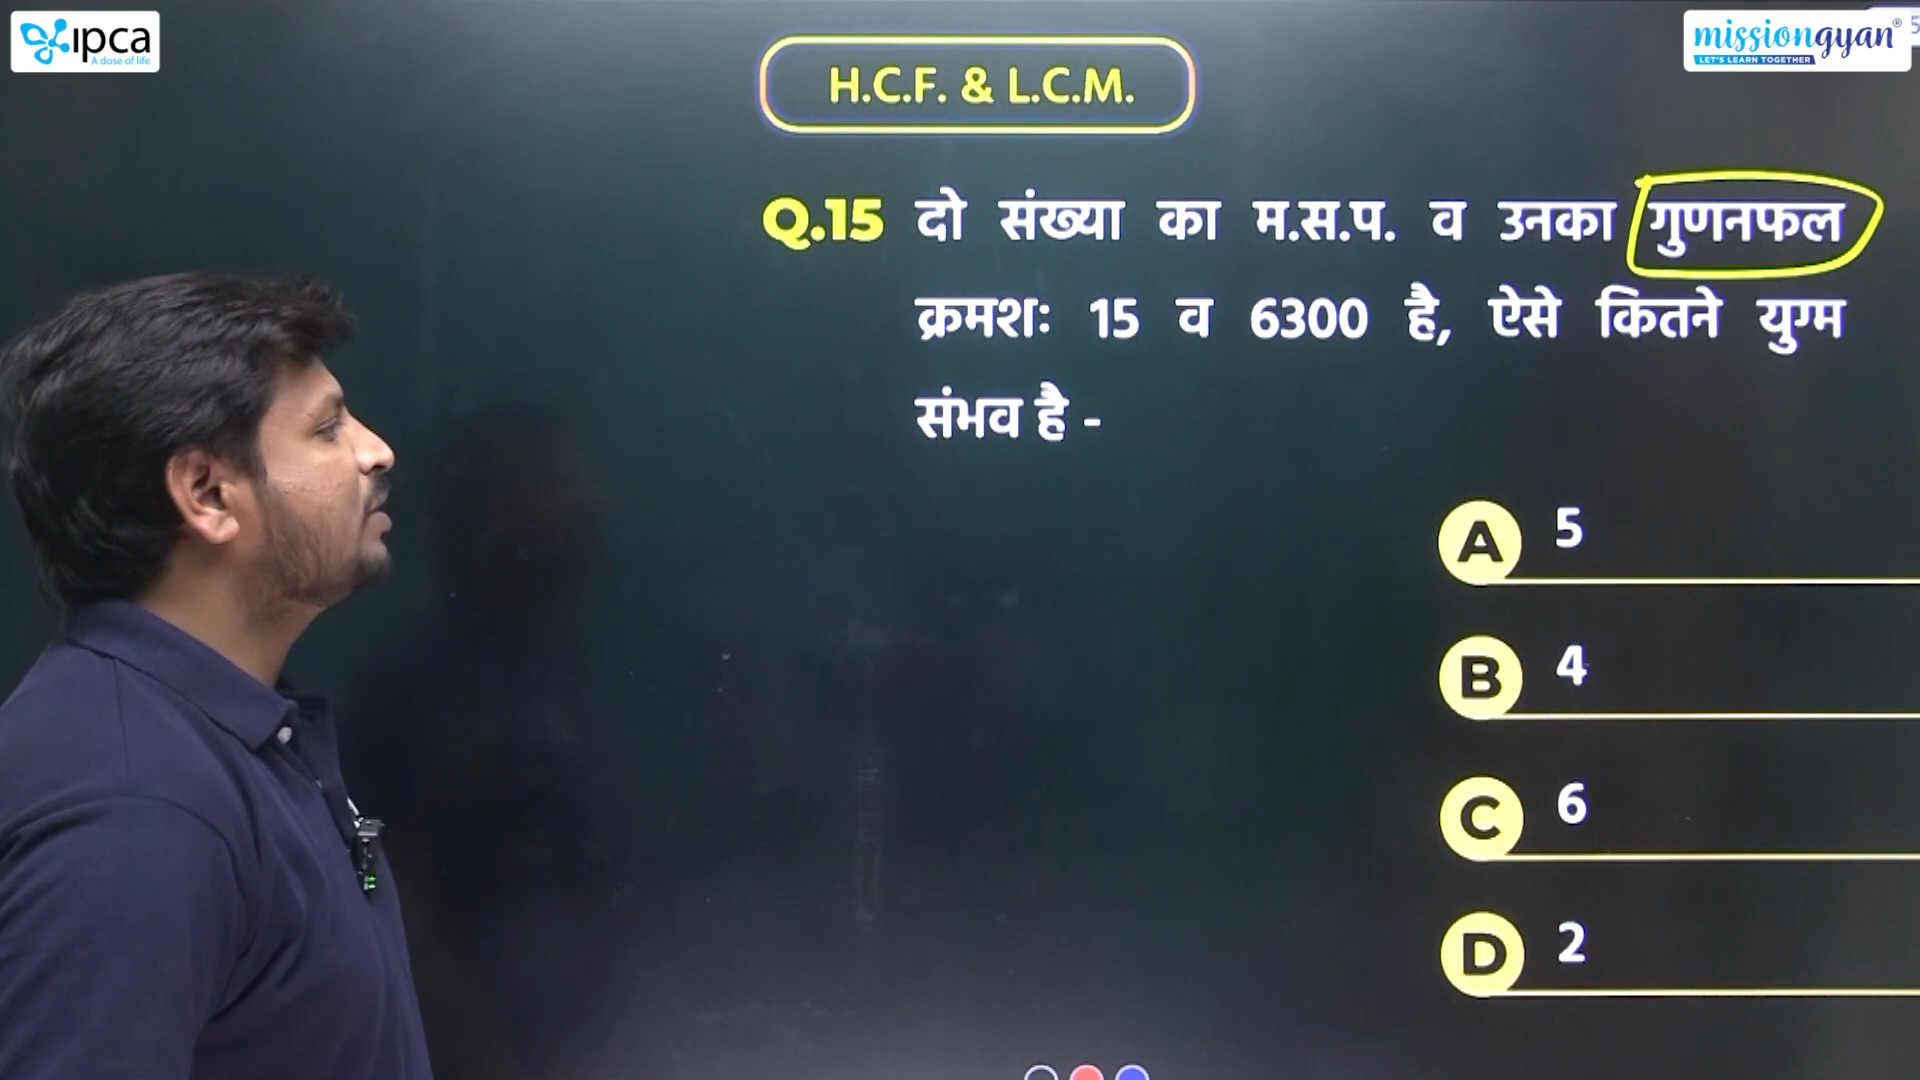 ipca
A dose of life
missiongyan®
LET'S LEARN TOGETHER
H.C.F. & L.C.M.
Q.15 दो संख्या का म.स.प. व उनका गुणनफल
क्रमशः 15 व 6300 है, ऐसे कितने युग्म
संभव है -
A 5
B 4
C 6
D 2